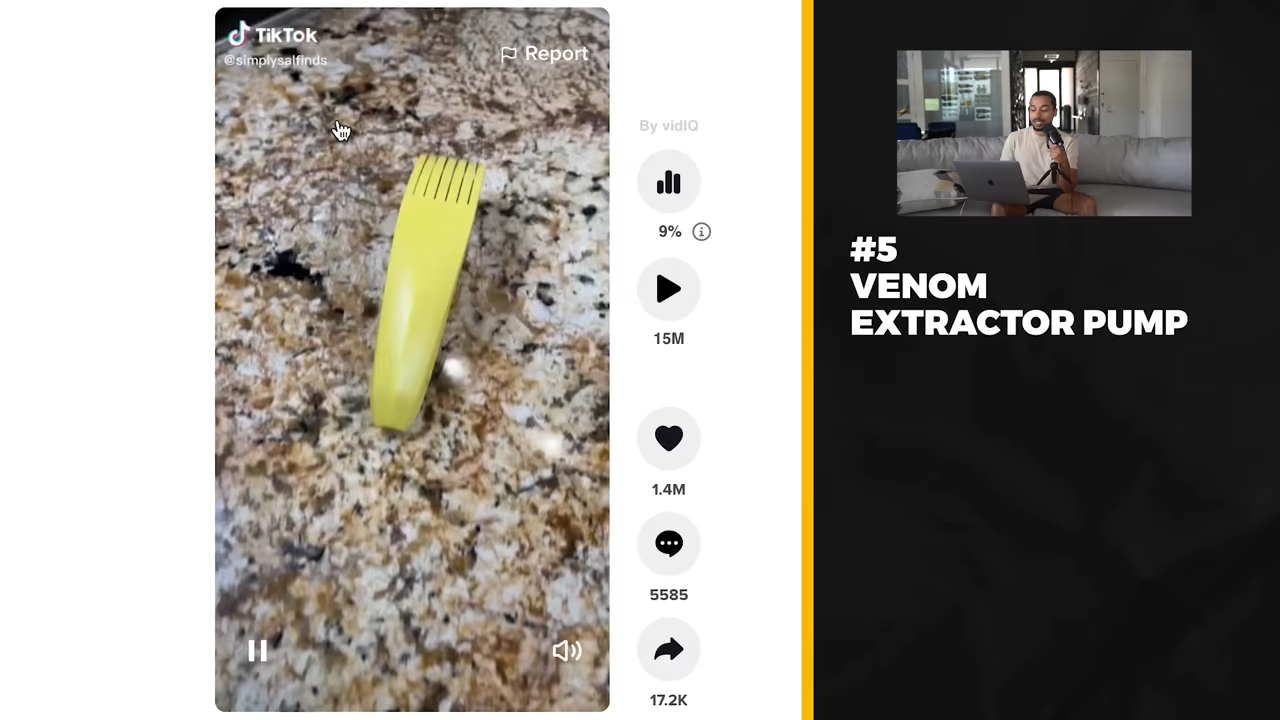 TikTok
@simplysalfinds
Report
By vidIQ
9%
15M
1.4M
5585
17.2K
#5
VENOM
EXTRACTOR PUMP